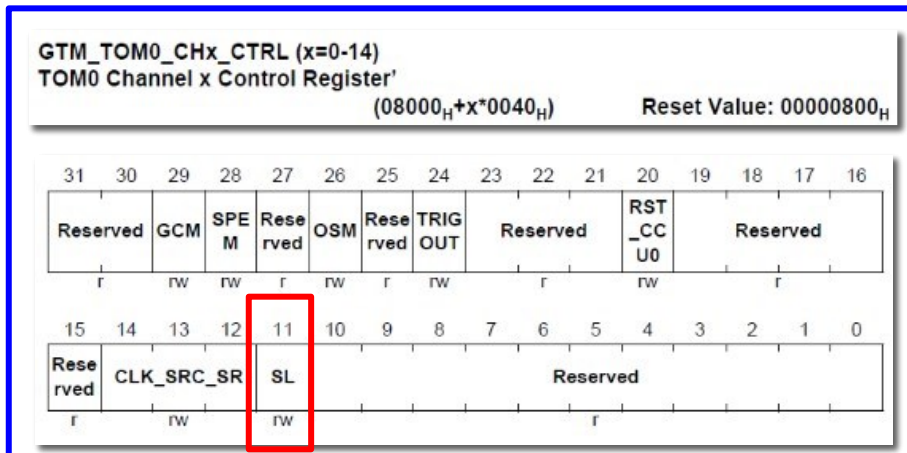 GTM_TOM0_CHx_CTRL (x=0-14)
TOM0 Channel x Control Register’
(08000H+x*0040H) Reset Value: 00000800H
31 30 29 28 27 26 25 24 23 22 21 20 19 18 17 16
Reserved GCM SPE M Rese rved OSM Rese rved TRIG OUT Reserved RST _CC U0 Reserved
r rw rw r rw r rw r rw r
15 14 13 12 11 10 9 8 7 6 5 4 3 2 1 0
Rese rved CLK_SRC_SR SL Reserved
r rw rw r